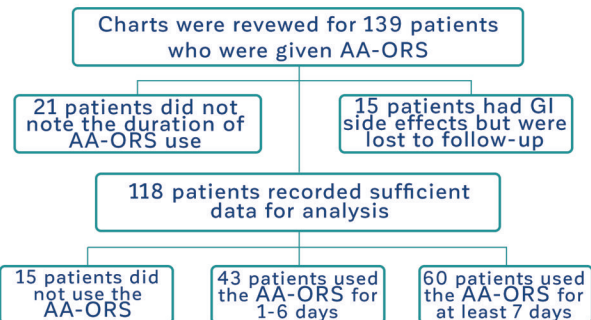 Charts were revewed for 139 patients
who were given AA-ORS
21 patients did not
note the duration of
AA-ORS use
15 patients had GI
side effects but were
lost to follow-up
118 patients recorded sufficient
data for analysis
15 patients did
not use the
AA-ORS
43 patients used
the AA-ORS for
1-6 days
60 patients used
the AA-ORS for
at least 7 days